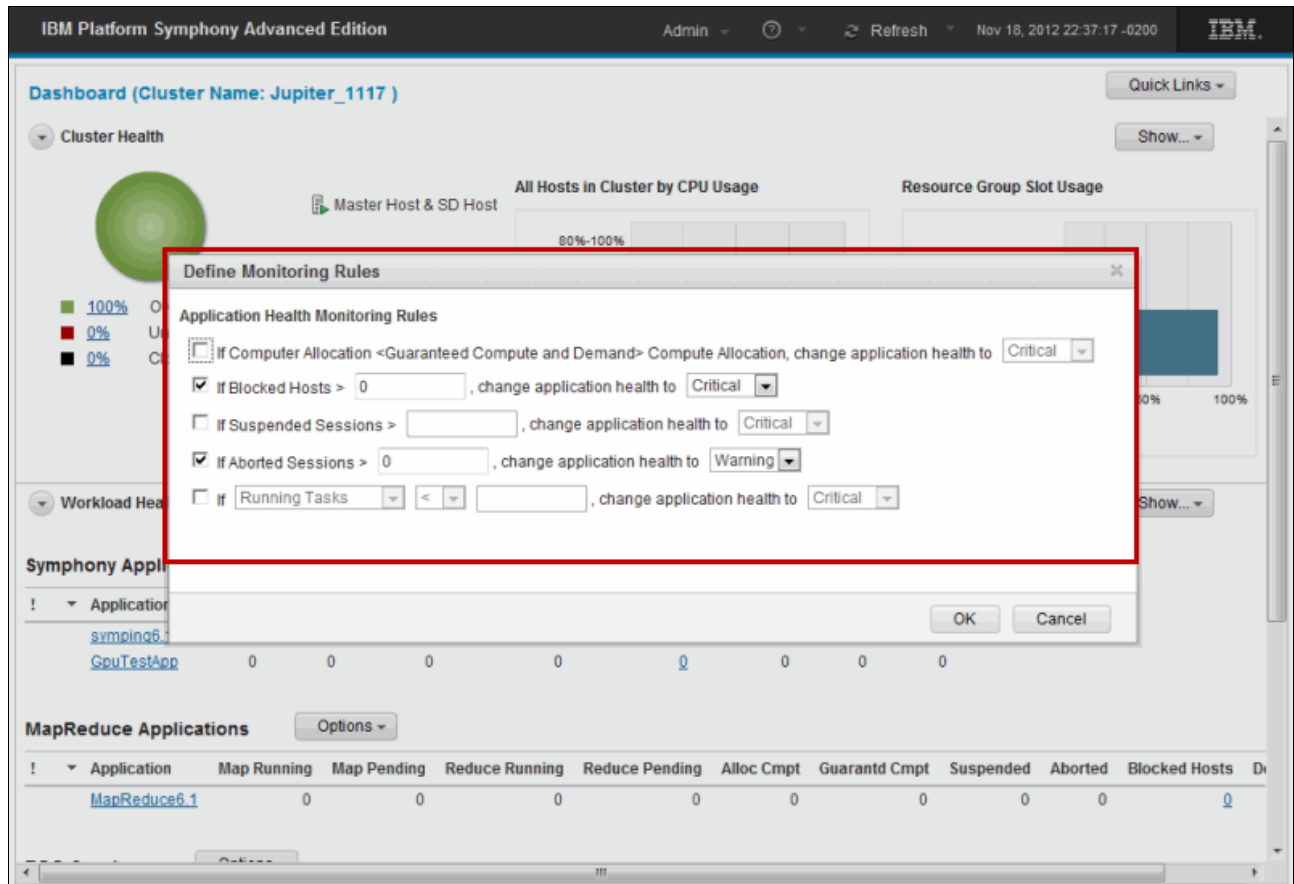 IBM Platform Symphony Advanced Edition Admin Refresh Nov 18, 2012 22:37:17 -0200 IBM.
Dashboard (Cluster Name: Jupiter_1117 ) Quick Links
Cluster Health Show...
All Hosts in Cluster by CPU Usage Resource Group Slot Usage
Master Host & SD Host
80%-100%
Define Monitoring Rules
100%
0%
0%
Application Health Monitoring Rules
If Computer Allocation <Guaranteed Compute and Demand> Compute Allocation, change application health to Critical
If Blocked Hosts > 0 , change application health to Critical
100%
If Suspended Sessions > , change application health to Critical
If Aborted Sessions > 0 , change application health to Warning
If Running Tasks < , change application health to Critical
Workload Hea Show...
Symphony Appli
! Application
OK Cancel
symping6.
GpuTestApp 0 0 0 0 0 0 0 0
MapReduce Applications Options
! Application Map Running Map Pending Reduce Running Reduce Pending Alloc Cmpt Guarantd Cmpt Suspended Aborted Blocked Hosts D
MapReduce6.1 0 0 0 0 0 0 0 0 0